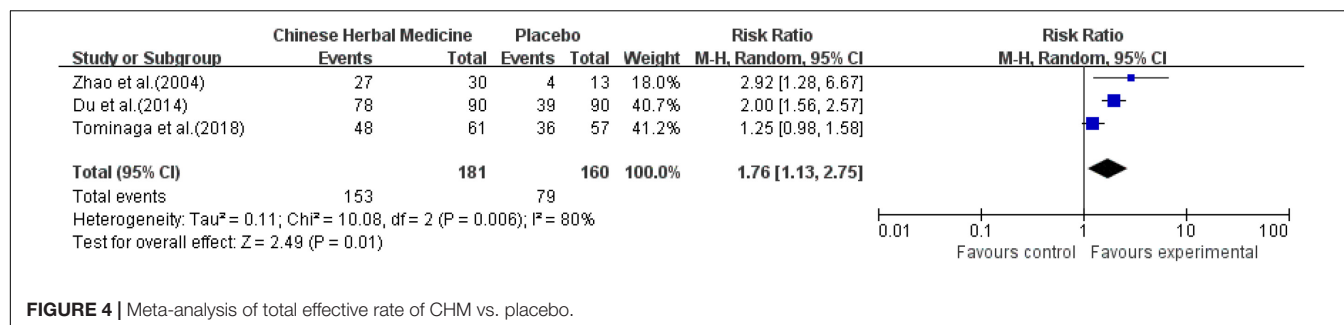 Chinese Herbal Medicine Placebo Risk Ratio Risk Ratio
Study or Subgroup Events Total Events Total Weight M-H, Random, 95% CI M-H, Random, 95% CI
Zhao et al.(2004) 27 30 4 13 18.0% 2.92 [1.28, 6.67]
Du et al.(2014) 78 90 39 90 40.7% 2.00 [1.56, 2.57]
Tominaga et al.(2018) 48 61 36 57 41.2% 1.25 [0.98, 1.58]
Total (95% CI) 181 160 100.0% 1.76 [1.13, 2.75]
Total events 153 79
Heterogeneity: Tau² = 0.11; Chi² = 10.08, df = 2 (P = 0.006); I² = 80%
Test for overall effect: Z = 2.49 (P = 0.01)
0.01 0.1 1 10 100
Favours control Favours experimental
FIGURE 4 | Meta-analysis of total effective rate of CHM vs. placebo.